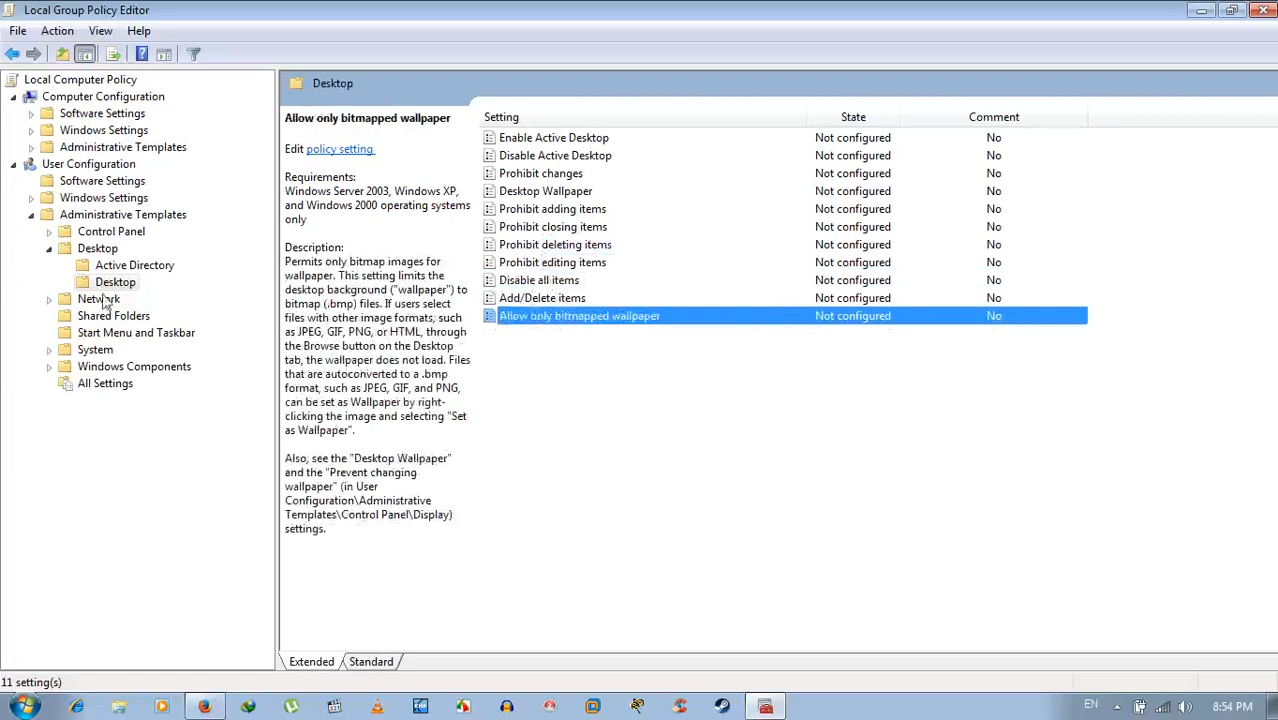 Local Group Policy Editor
File Action View Help
Local Computer Policy
Computer Configuration
Software Settings
Windows Settings
Administrative Templates
User Configuration
Software Settings
Windows Settings
Administrative Templates
Control Panel
Desktop
Active Directory
Desktop
Network
Shared Folders
Start Menu and Taskbar
System
Windows Components
All Settings
Desktop
Allow only bitmapped wallpaper
Edit policy setting
Requirements:
Windows Server 2003, Windows XP,
and Windows 2000 operating systems
only
Description:
Permits only bitmap images for
wallpaper. This setting limits the
desktop background ("wallpaper") to
bitmap (.bmp) files. If users select
files with other image formats, such
as JPEG, GIF, PNG, or HTML, through
the Browse button on the Desktop
tab, the wallpaper does not load. Files
that are autoconverted to a .bmp
format, such as JPEG, GIF, and PNG,
can be set as Wallpaper by right-
clicking the image and selecting "Set
as Wallpaper".
Also, see the "Desktop Wallpaper"
and the "Prevent changing
wallpaper" (in User
Configuration\Administrative
Templates\Control Panel\Display)
settings.
Setting State Comment
Enable Active Desktop Not configured No
Disable Active Desktop Not configured No
Prohibit changes Not configured No
Desktop Wallpaper Not configured No
Prohibit adding items Not configured No
Prohibit closing items Not configured No
Prohibit deleting items Not configured No
Prohibit editing items Not configured No
Disable all items Not configured No
Add/Delete items Not configured No
Allow only bitmapped wallpaper Not configured No
Extended Standard
11 setting(s)
EN 8:54 PM